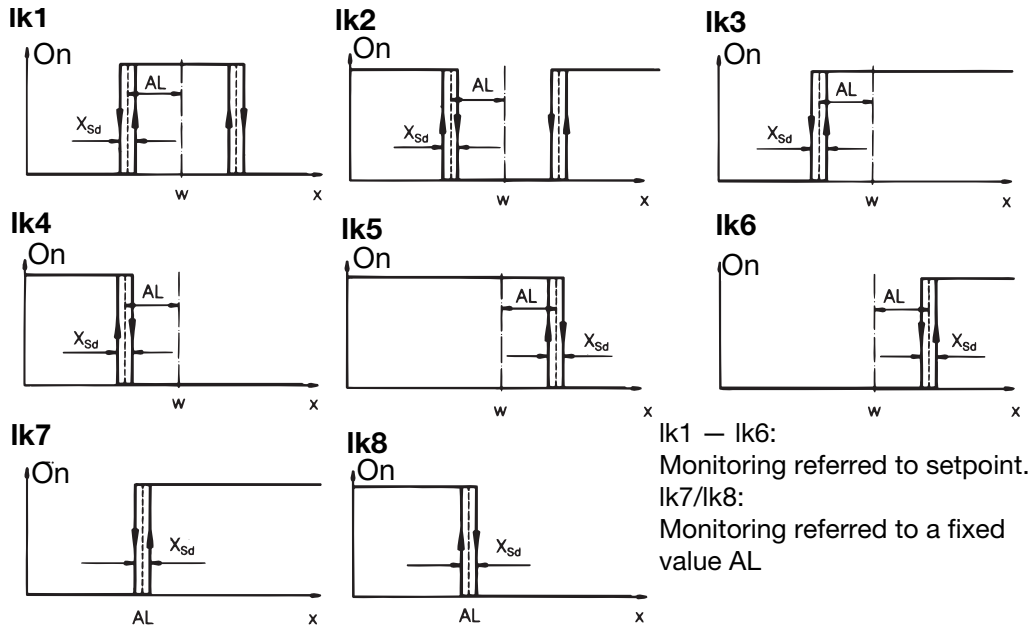 lk1
On
AL
XSd
w
x
lk2
On
AL
XSd
w
x
lk3
On
AL
XSd
w
x
lk4
On
AL
XSd
w
x
lk5
On
AL
XSd
w
x
lk6
On
AL
XSd
w
x
lk7
On
XSd
AL
x
lk8
On
XSd
AL
x
lk1 — lk6:
Monitoring referred to setpoint.
lk7/lk8:
Monitoring referred to a fixed
value AL